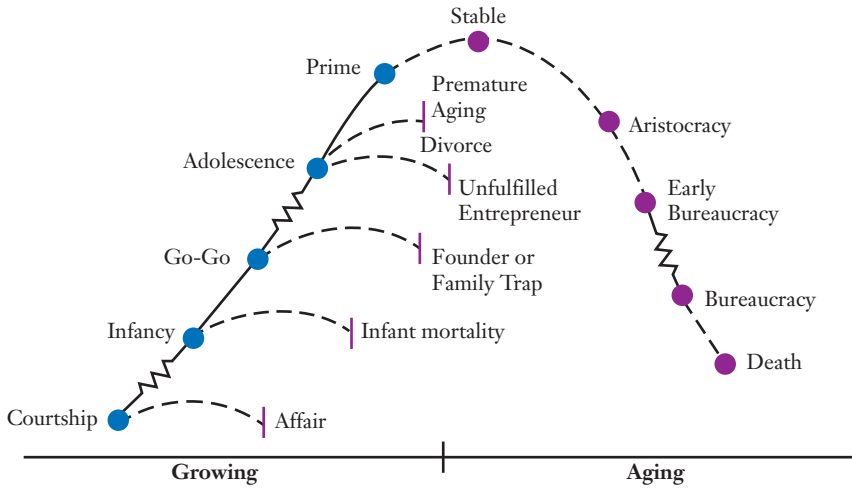 Stable
Prime
Premature
Aging
Aristocracy
Divorce
Adolescence
Unfulfilled
Entrepreneur
Early
Bureaucracy
Go-Go
Founder or
Family Trap
Bureaucracy
Infancy
Infant mortality
Death
Courtship
Affair
Growing
Aging